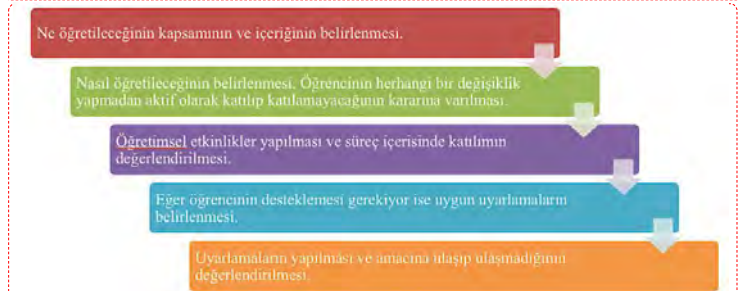 Ne öğretileceğinin kapsamının ve içeriğinin belirlenmesi.
Nasıl öğretileceğinin belirlenmesi. Öğrencinin herhangi bir değişiklik
yapmadan aktif olarak katılıp katılamayacağının kararına varılması.
Öğretimsel etkinlikler yapılması ve süreç içerisinde katılımın
değerlendirilmesi.
Eğer öğrencinin desteklemesi gerekiyor ise uygun uyarlamaların
belirlenmesi.
Uyarlamaların yapılması ve amacına ulaşıp ulaşmadığının
değerlendirilmesi.